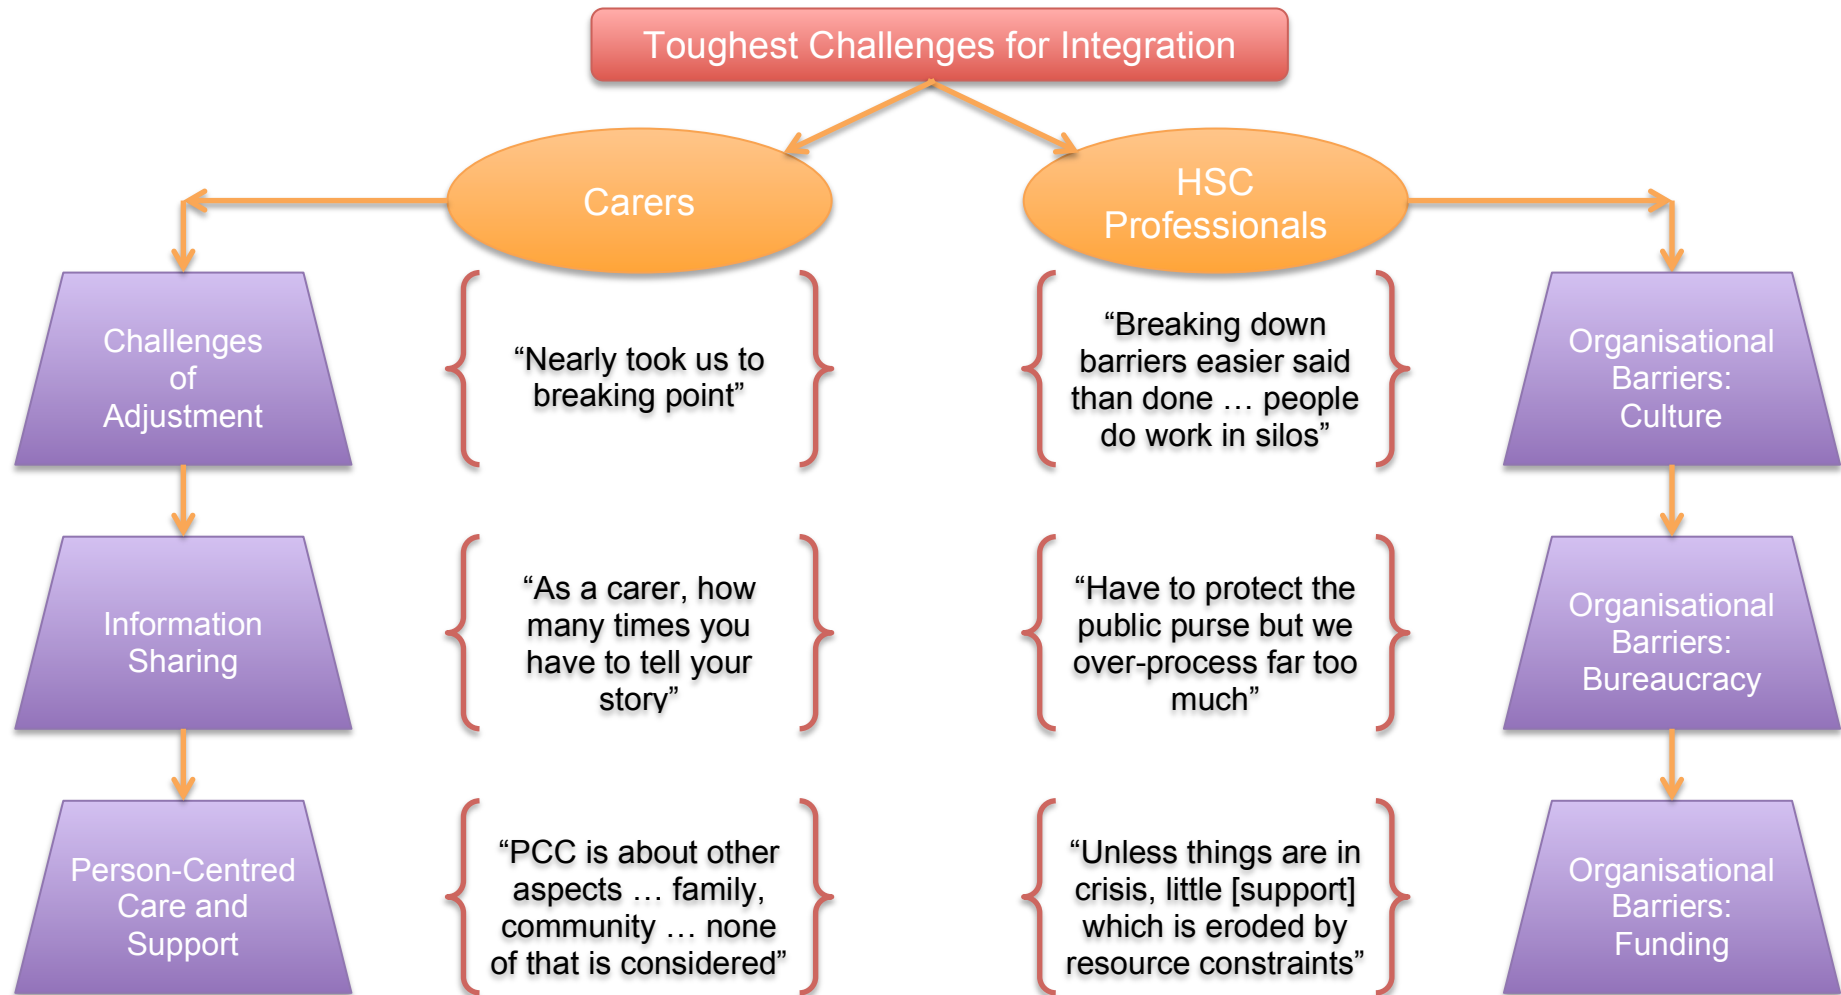 Toughest Challenges for Integration
Carers
HSC
Professionals
Challenges
of
Adjustment
“Nearly took us to
breaking point”
“Breaking down
barriers easier said
than done … people
do work in silos”
Organisational
Barriers:
Culture
Information
Sharing
“As a carer, how
many times you
have to tell your
story”
“Have to protect the
public purse but we
over-process far too
much”
Organisational
Barriers:
Bureaucracy
Person-Centred
Care and
Support
“PCC is about other
aspects … family,
community … none
of that is considered”
“Unless things are in
crisis, little [support]
which is eroded by
resource constraints”
Organisational
Barriers:
Funding